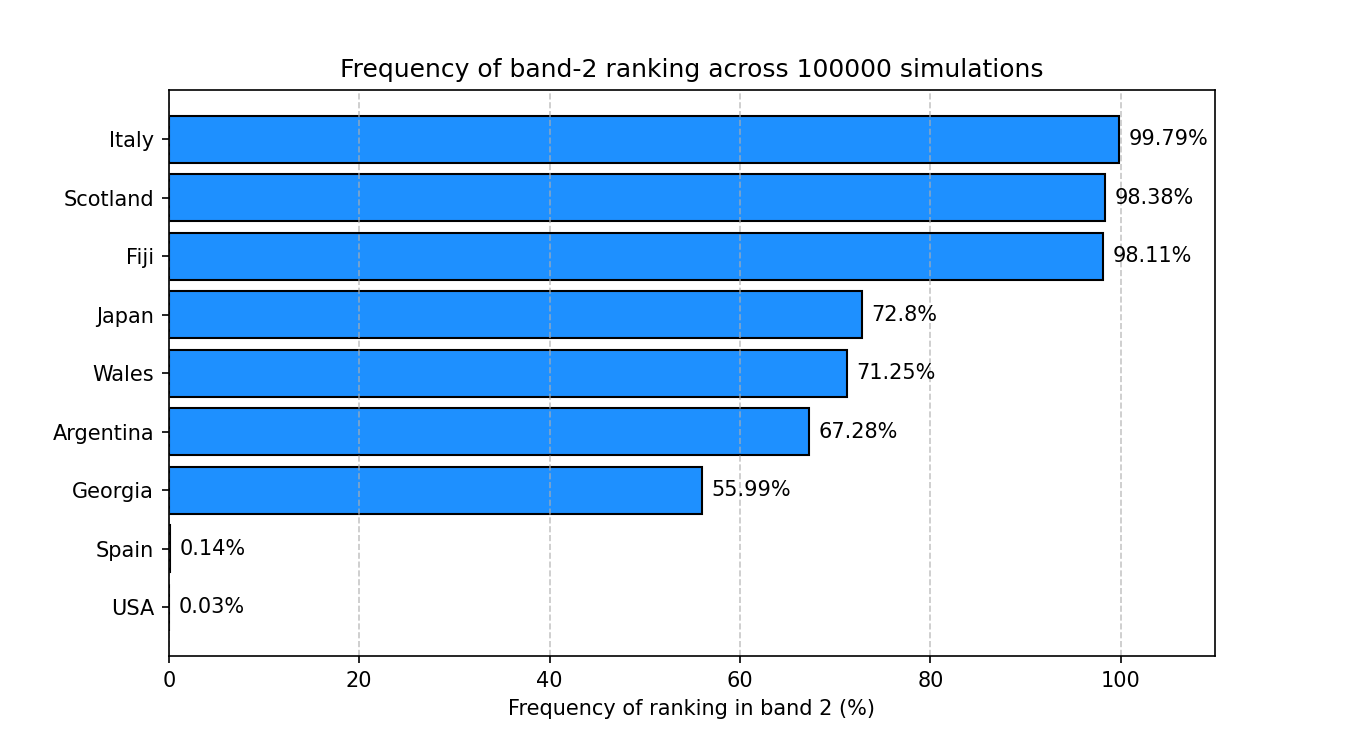 Frequency of band-2 ranking across 100000 simulations
Italy 99.79%
Scotland 98.38%
Fiji 98.11%
Japan 72.8%
Wales 71.25%
Argentina 67.28%
Georgia 55.99%
Spain 0.14%
USA 0.03%
0 20 40 60 80 100
Frequency of ranking in band 2 (%)